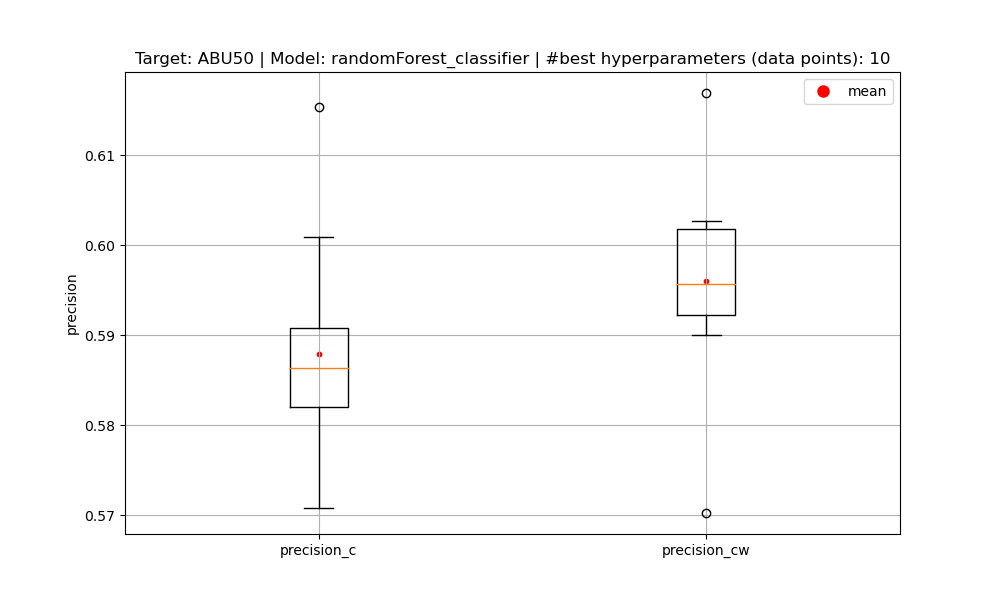 Target: ABU50 | Model: randomForest_classifier | #best hyperparameters (data points): 10
mean
0.61
0.60
0.59
0.58
0.57
precision
precision_c
precision_cw